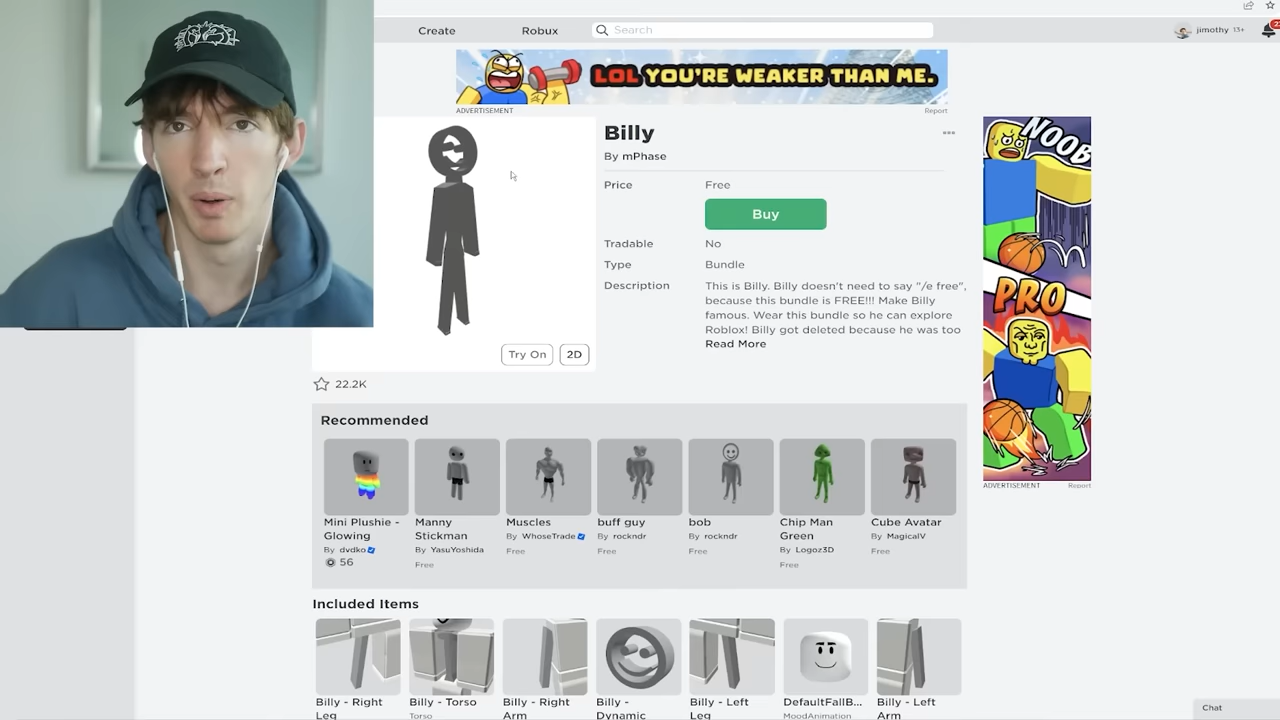 Create
Robux
Search
jimothy 13+
LOL YOU'RE WEAKER THAN ME.
ADVERTISEMENT
Report
Billy
By mPhase
Price
Free
Buy
Tradable
No
Type
Bundle
Description
This is Billy. Billy doesn't need to say "/e free",
because this bundle is FREE!!! Make Billy
famous. Wear this bundle so he can explore
Roblox! Billy got deleted because he was too
Read More
Try On
2D
22.2K
NOOB
PRO
ADVERTISEMENT
Report
Recommended
Mini Plushie -
Glowing
By dvdko
56
Manny
Stickman
By YasuYoshida
Free
Muscles
By WhoseTrade
Free
buff guy
By rockndr
Free
bob
By rockndr
Free
Chip Man
Green
By Logoz3D
Free
Cube Avatar
By MagicalV
Free
Included Items
Billy - Right
Leg
Billy - Torso
Torso
Billy - Right
Arm
Billy -
Dynamic
Billy - Left
Leg
DefaultFallB...
MoodAnimation
Billy - Left
Arm
Chat